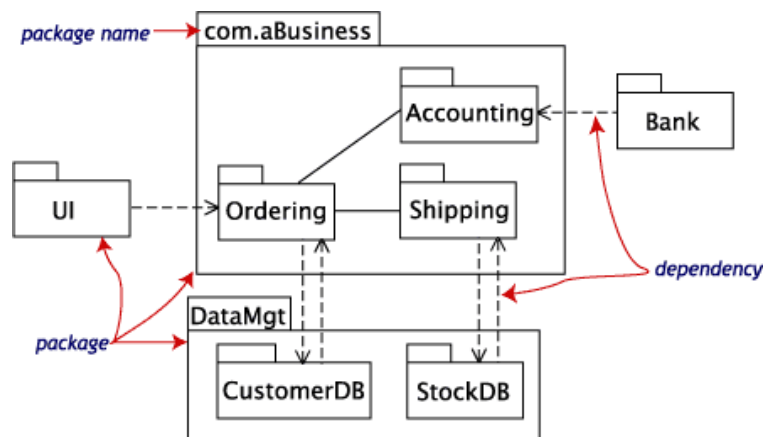 package name
com.aBusiness
Accounting
Bank
UI
Ordering
Shipping
dependency
DataMgt
package
CustomerDB
StockDB